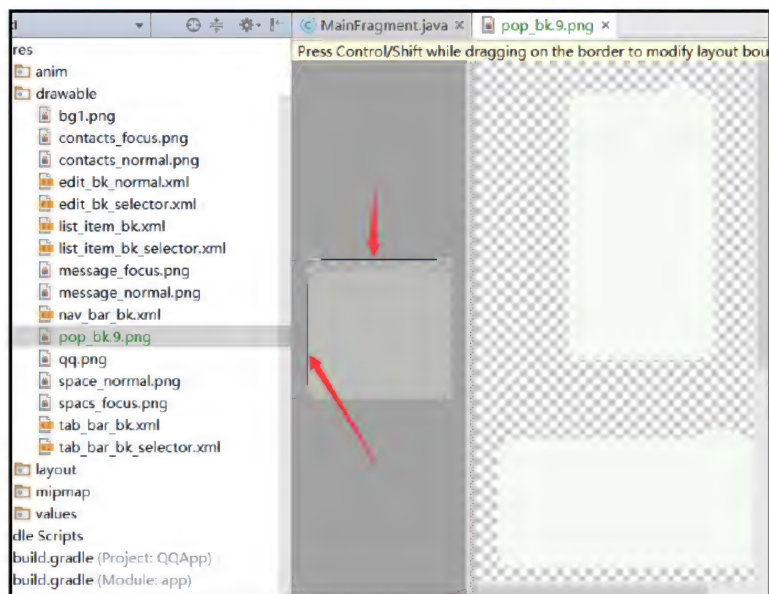 d
MainFragment.java ×
pop_bk.9.png ×
Press Control/Shift while dragging on the border to modify layout bou
res
anim
drawable
bg1.png
contacts_focus.png
contacts_normal.png
edit_bk_normal.xml
edit_bk_selector.xml
list_item_bk.xml
list_item_bk_selector.xml
message_focus.png
message_normal.png
nav_bar_bk.xml
pop_bk.9.png
qq.png
space_normal.png
spacs_focus.png
tab_bar_bk.xml
tab_bar_bk_selector.xml
layout
mipmap
values
dle Scripts
build.gradle (Project: QQApp)
build.gradle (Module: app)